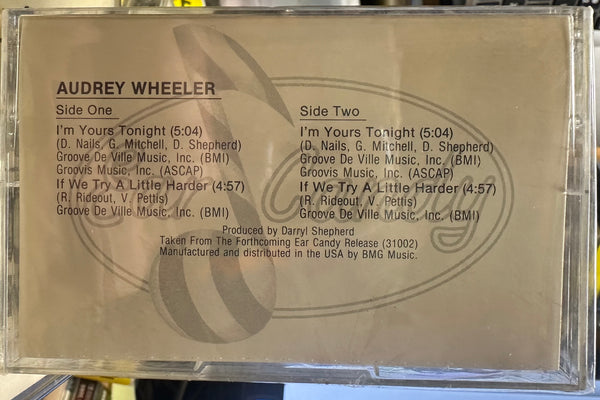 AUDREY WHEELER
Side One
I'm Yours Tonight (5:04)
(D. Nails, G. Mitchell, D. Shepherd)
Groove De Ville Music, Inc. (BMI)
Groovis Music, Inc. (ASCAP)
If We Try A Little Harder (4:57)
(R. Rideout, V. Pettis)
Groove De Ville Music, Inc. (BMI)
Side Two
I'm Yours Tonight (5:04)
(D. Nails, G. Mitchell, D. Shepherd)
Groove De Ville Music, Inc. (BMI)
Groovis Music, Inc. (ASCAP)
If We Try A Little Harder (4:57)
(R. Rideout, V. Pettis)
Groove De Ville Music, Inc. (BMI)
Produced by Darryl Shepherd
Taken From The Forthcoming Ear Candy Release (31002)
Manufactured and distributed in the USA by BMG Music.
Ear Candy